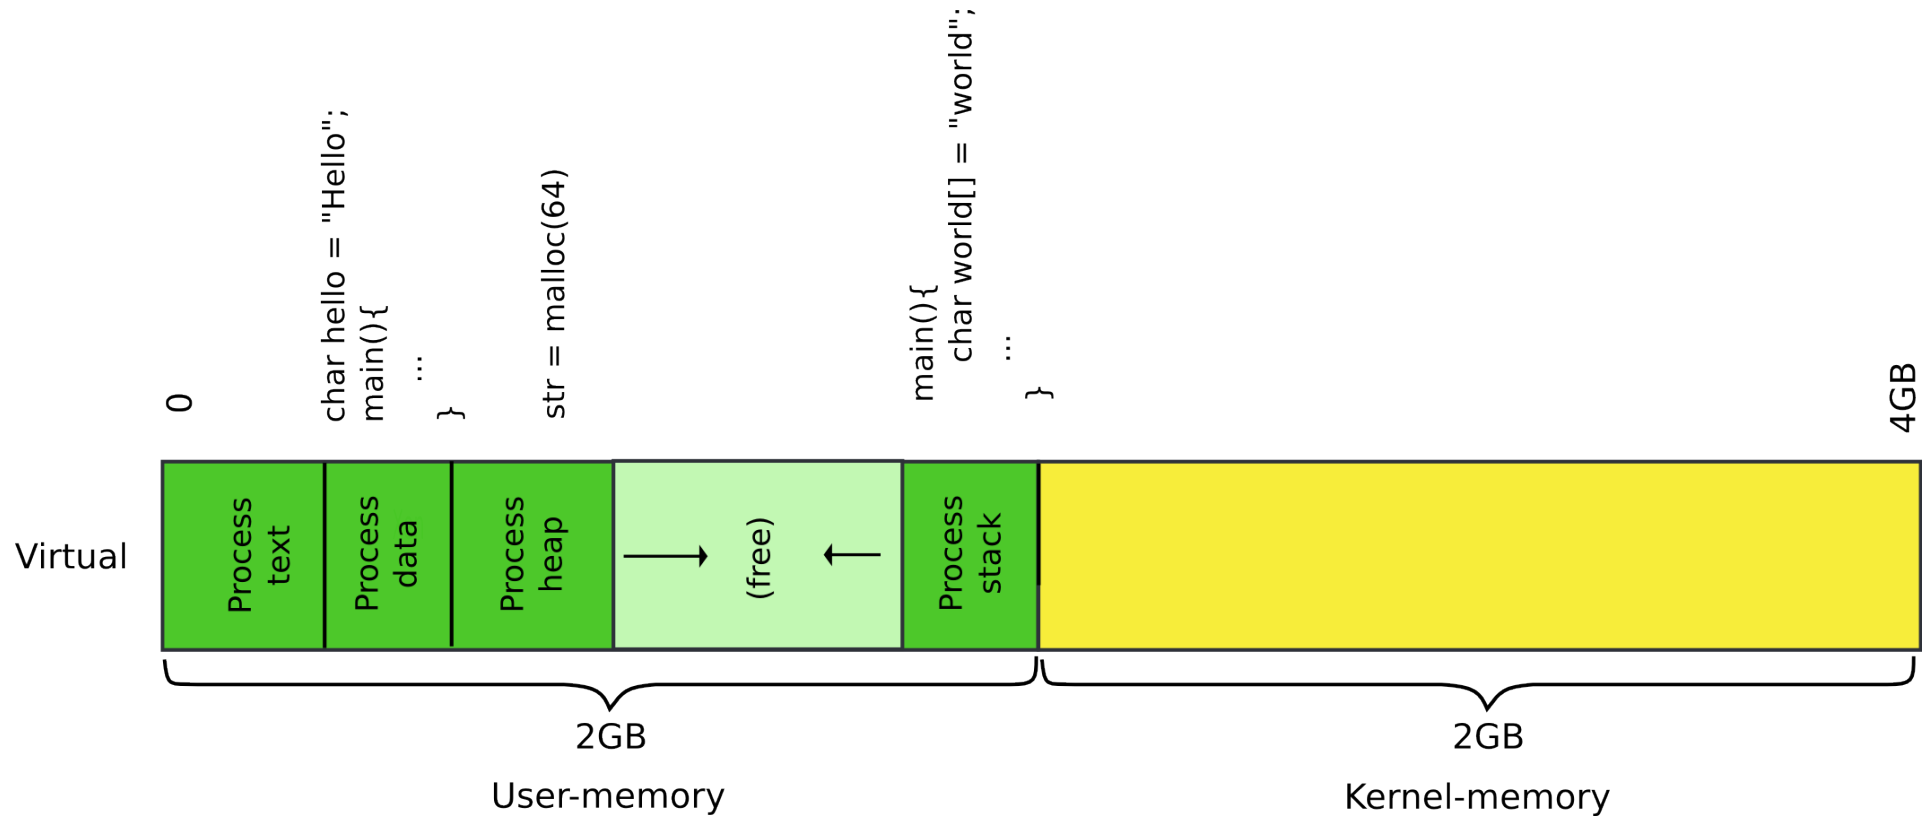 0
char hello = "Hello";
main(){
...
}
str = malloc(64)
main(){
char world[] = "world";
...
}
4GB
Virtual
Process
text
Process
data
Process
heap
(free)
Process
stack
2GB
User-memory
2GB
Kernel-memory